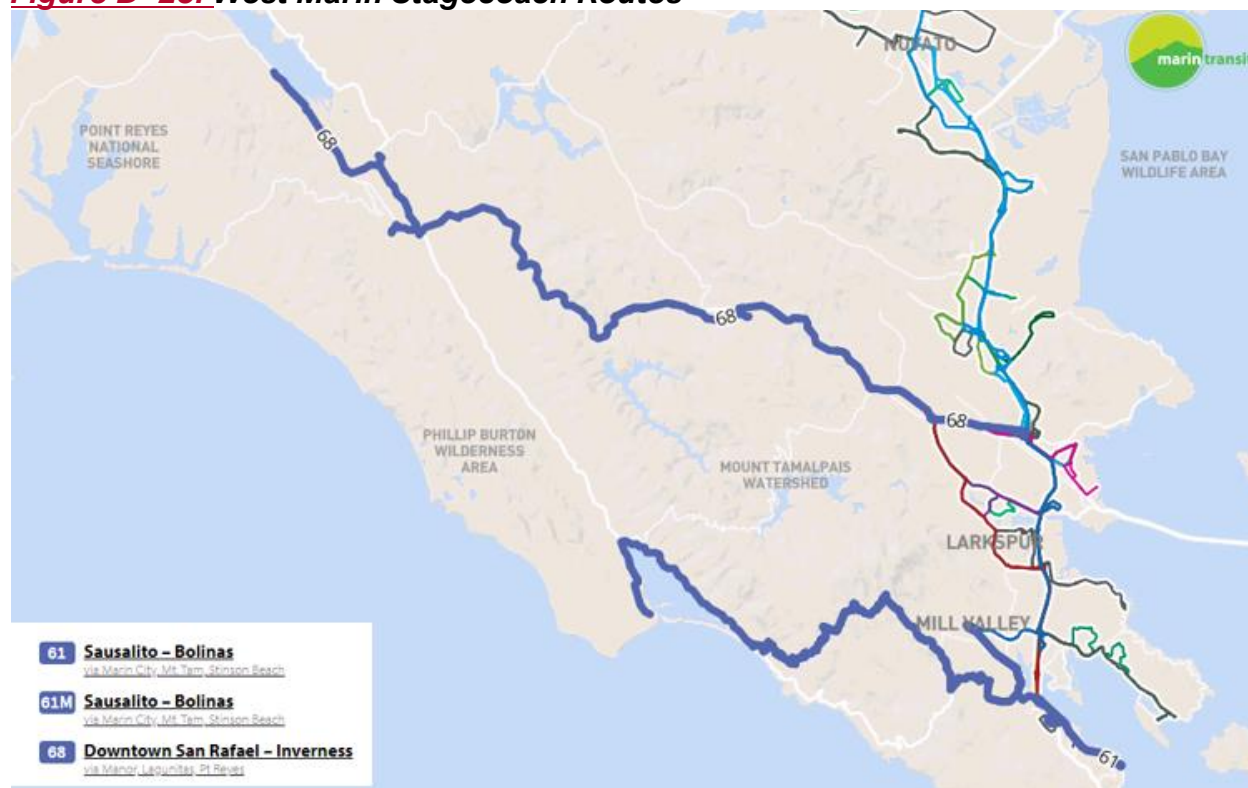 Figure B- 28: West Marin Stagecoach Routes
NOVATO
marin transit
POINT REYES
NATIONAL
SEASHORE
68
SAN PABLO BAY
WILDLIFE AREA
68
68
PHILLIP BURTON
WILDERNESS
AREA
MOUNT TAMALPAIS
WATERSHED
LARKSPUR
MILL VALLEY
61 Sausalito – Bolinas
via Marin City, Mt. Tam, Stinson Beach
61M Sausalito – Bolinas
via Marin City, Mt. Tam, Stinson Beach
68 Downtown San Rafael – Inverness
via Manor, Lagunitas, Pt Reyes
61